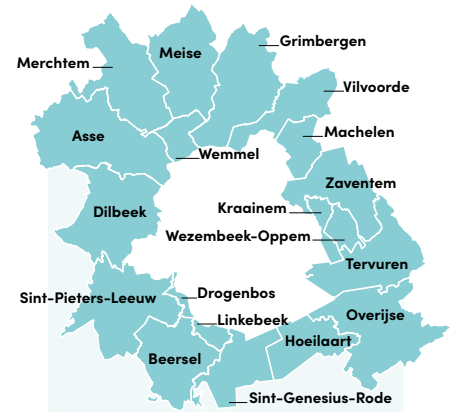 Grimbergen
Meise
Merchtem
Vilvoorde
Machelen
Asse
Wemmel
Zaventem
Kraainem
Dilbeek
Wezembeek-Oppem
Tervuren
Drogenbos
Sint-Pieters-Leeuw
Linkebeek
Overijse
Hoeilaart
Beersel
Sint-Genesius-Rode